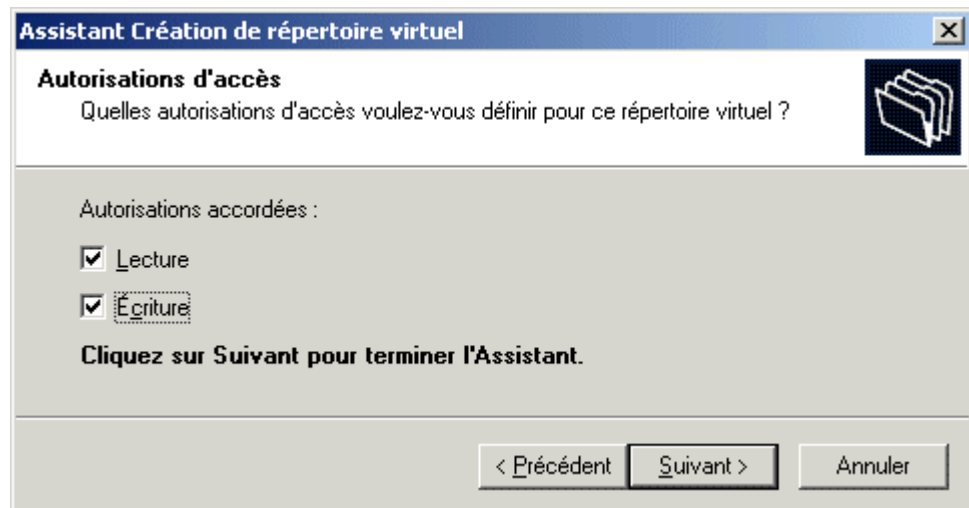 Assistant Création de répertoire virtuel
Autorisations d'accès
Quelles autorisations d'accès voulez-vous définir pour ce répertoire virtuel ?
Autorisations accordées :
Lecture
Écriture
Cliquez sur Suivant pour terminer l'Assistant.
< Précédent Suivant > Annuler